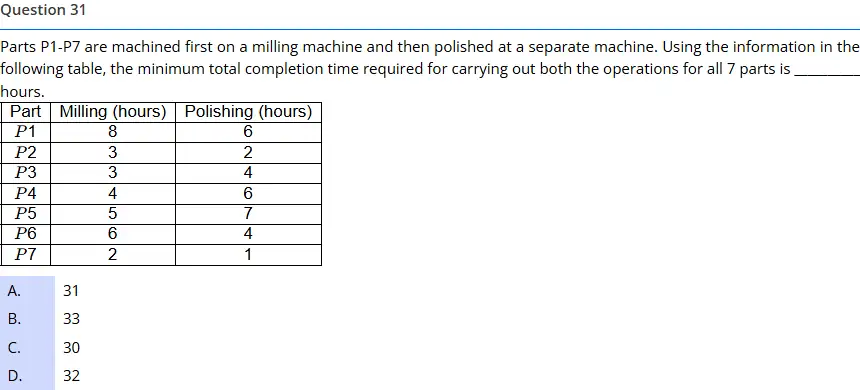 Question 31
Parts P1-P7 are machined first on a milling machine and then polished at a separate machine. Using the information in the
following table, the minimum total completion time required for carrying out both the operations for all 7 parts is ________
hours.
Part Milling (hours) Polishing (hours)
P1 8 6
P2 3 2
P3 3 4
P4 4 6
P5 5 7
P6 6 4
P7 2 1
A. 31
B. 33
C. 30
D. 32